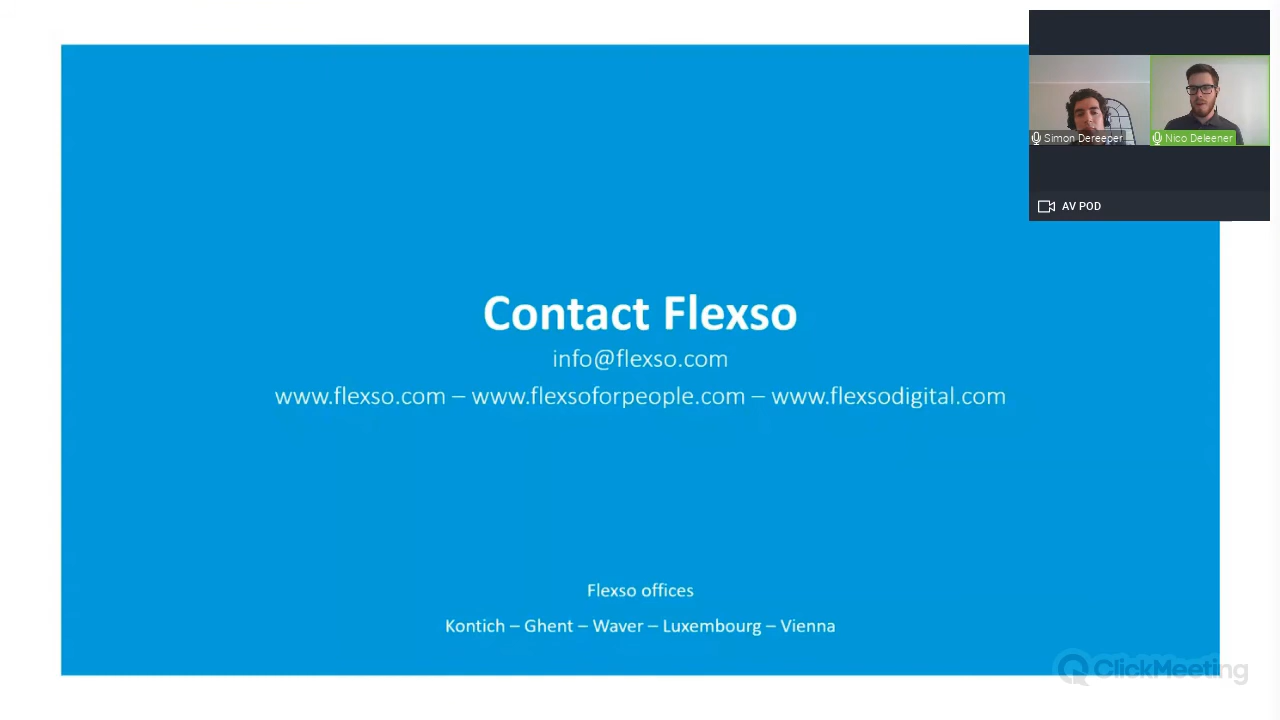 Simon Dereeper
Nico Deleener
AV POD
Contact Flexso
info@flexso.com
www.flexso.com – www.flexsoforpeople.com – www.flexsodigital.com
Flexso offices
Kontich – Ghent – Waver – Luxembourg – Vienna
ClickMeeting